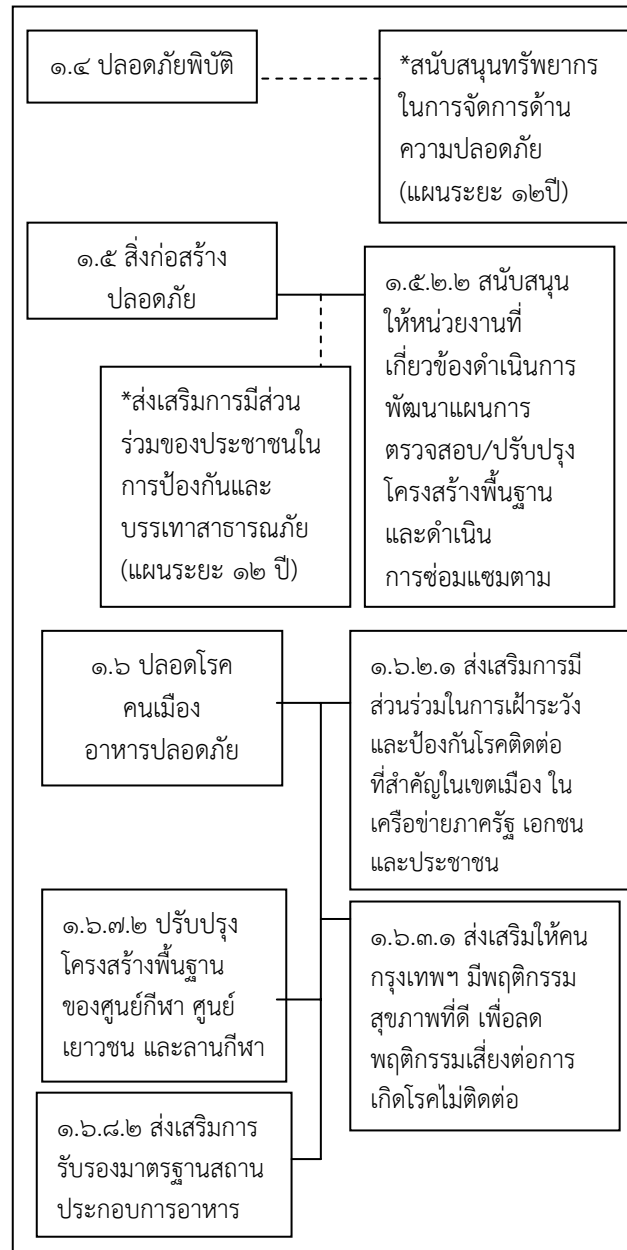 ๑.๔ ปลอดภัยพิบัติ
*สนับสนุนทรัพยากร
ในการจัดการด้าน
ความปลอดภัย
(แผนระยะ ๑๒ปี)
๑.๕ สิ่งก่อสร้าง
ปลอดภัย
๑.๕.๒.๒ สนับสนุน
ให้หน่วยงานที่
เกี่ยวข้องดำเนินการ
พัฒนาแผนการ
ตรวจสอบ/ปรับปรุง
โครงสร้างพื้นฐาน
และดำเนิน
การซ่อมแซมตาม
*ส่งเสริมการมีส่วน
ร่วมของประชาชนใน
การป้องกันและ
บรรเทาสาธารณภัย
(แผนระยะ ๑๒ ปี)
๑.๖ ปลอดโรค
คนเมือง
อาหารปลอดภัย
๑.๖.๒.๑ ส่งเสริมการมี
ส่วนร่วมในการเฝ้าระวัง
และป้องกันโรคติดต่อ
ที่สำคัญในเขตเมือง ใน
เครือข่ายภาครัฐ เอกชน
และประชาชน
๑.๖.๗.๒ ปรับปรุง
โครงสร้างพื้นฐาน
ของศูนย์กีฬา ศูนย์
เยาวชน และลานกีฬา
๑.๖.๓.๑ ส่งเสริมให้คน
กรุงเทพฯ มีพฤติกรรม
สุขภาพที่ดี เพื่อลด
พฤติกรรมเสี่ยงต่อการ
เกิดโรคไม่ติดต่อ
๑.๖.๘.๒ ส่งเสริมการ
รับรองมาตรฐานสถาน
ประกอบการอาหาร